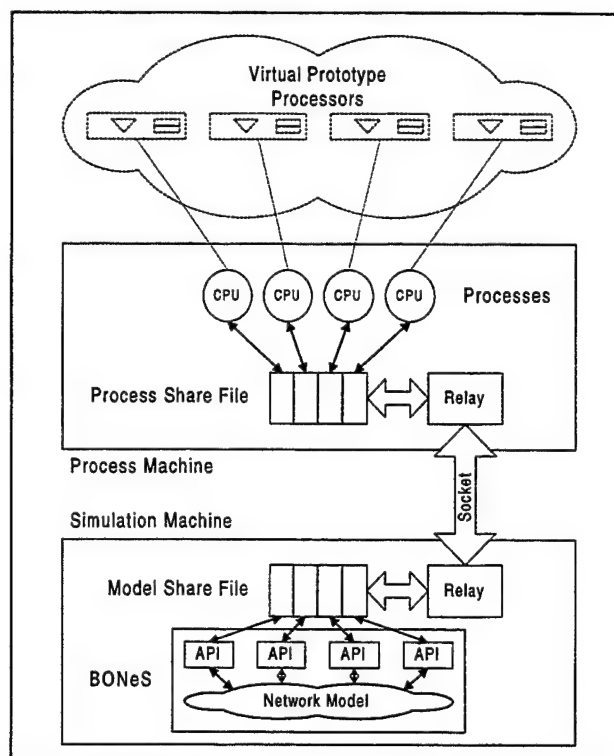 Virtual Prototype
Processors
CPU CPU CPU CPU
Processes
Process Share File
Relay
Process Machine
Socket
Simulation Machine
Model Share File
Relay
API API API API
BONeS
Network Model